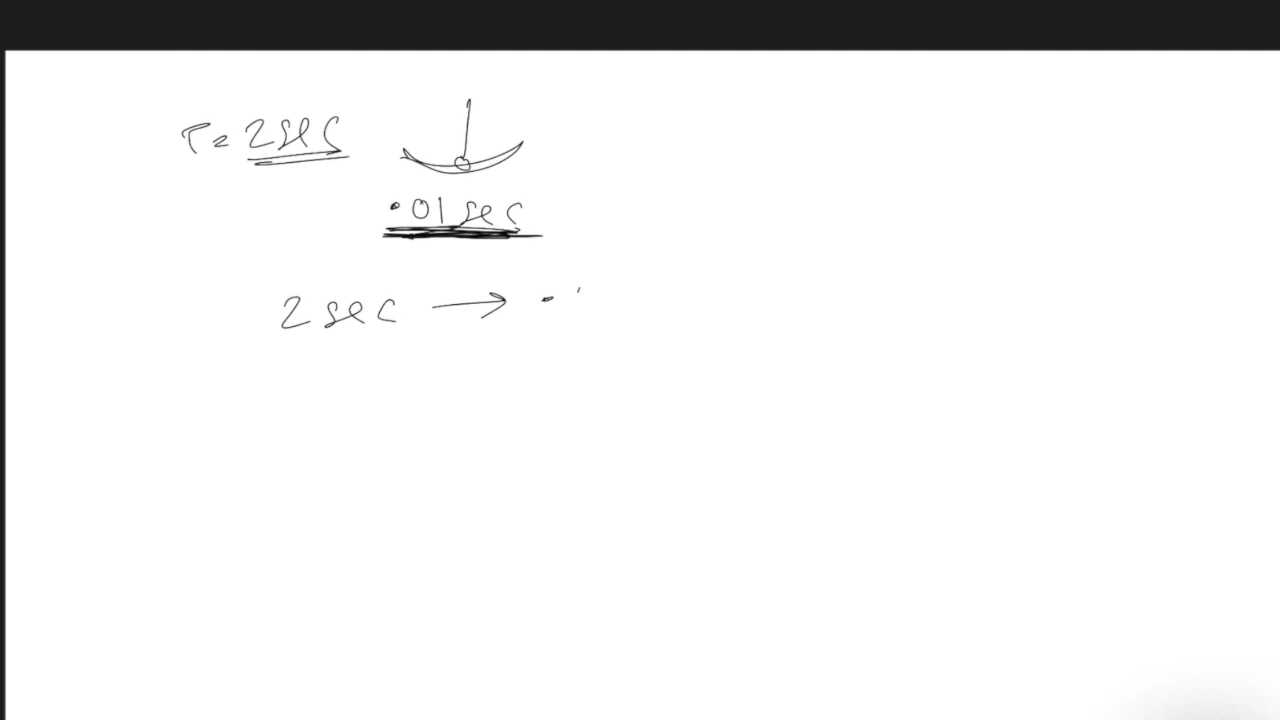 T = 2 sec
.01 sec
2 sec → .